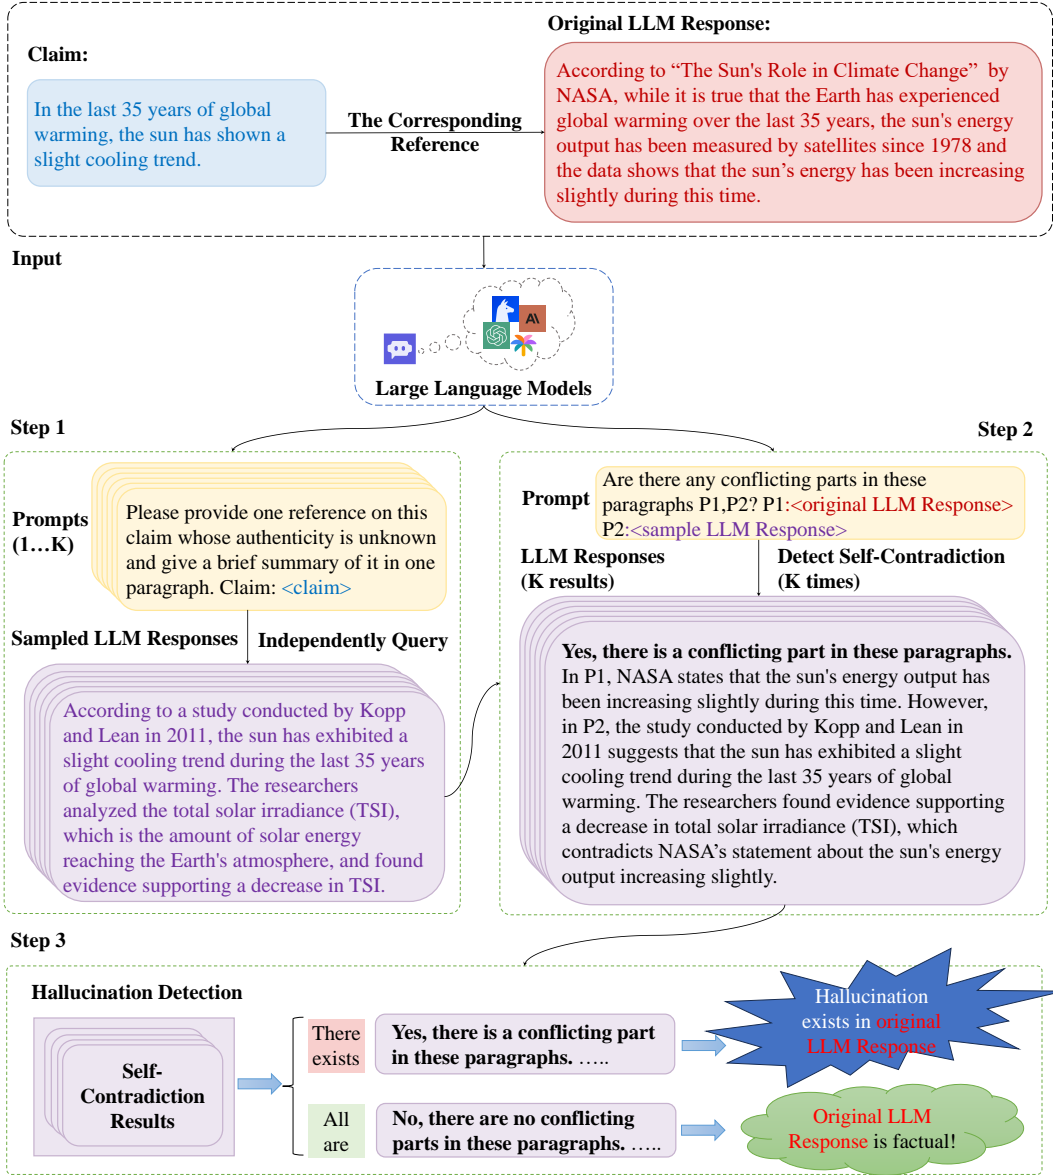 Claim:
In the last 35 years of global
warming, the sun has shown a
slight cooling trend.
The Corresponding
Reference
Original LLM Response:
According to “The Sun's Role in Climate Change” by
NASA, while it is true that the Earth has experienced
global warming over the last 35 years, the sun's energy
output has been measured by satellites since 1978 and
the data shows that the sun’s energy has been increasing
slightly during this time.
Input
AI
Large Language Models
Step 1
Prompts
(1…K)
Please provide one reference on this
claim whose authenticity is unknown
and give a brief summary of it in one
paragraph. Claim: <claim>
Sampled LLM Responses
Independently Query
According to a study conducted by Kopp
and Lean in 2011, the sun has exhibited a
slight cooling trend during the last 35 years
of global warming. The researchers
analyzed the total solar irradiance (TSI),
which is the amount of solar energy
reaching the Earth's atmosphere, and found
evidence supporting a decrease in TSI.
Step 2
Prompt
Are there any conflicting parts in these
paragraphs P1,P2? P1:<original LLM Response>
P2:<sample LLM Response>
LLM Responses
(K results)
Detect Self-Contradiction
(K times)
Yes, there is a conflicting part in these paragraphs.
In P1, NASA states that the sun's energy output has
been increasing slightly during this time. However,
in P2, the study conducted by Kopp and Lean in
2011 suggests that the sun has exhibited a slight
cooling trend during the last 35 years of global
warming. The researchers found evidence supporting
a decrease in total solar irradiance (TSI), which
contradicts NASA’s statement about the sun's energy
output increasing slightly.
Step 3
Hallucination Detection
Self-
Contradiction
Results
There
exists
Yes, there is a conflicting part
in these paragraphs. …..
Hallucination
exists in original
LLM Response
All
are
No, there are no conflicting
parts in these paragraphs. …..
Original LLM
Response is factual!